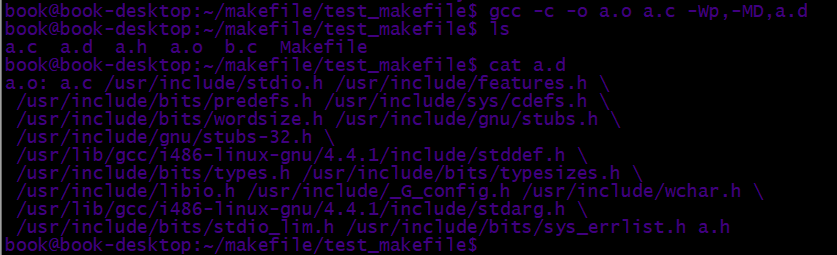 book@book-desktop:~/makefile/test_makefile$ gcc -c -o a.o a.c -Wp,-MD,a.d
book@book-desktop:~/makefile/test_makefile$ ls
a.c  a.d  a.h  a.o  b.c  Makefile
book@book-desktop:~/makefile/test_makefile$ cat a.d
a.o: a.c /usr/include/stdio.h /usr/include/features.h \
 /usr/include/bits/predefs.h /usr/include/sys/cdefs.h \
 /usr/include/bits/wordsize.h /usr/include/gnu/stubs.h \
 /usr/include/gnu/stubs-32.h \
 /usr/lib/gcc/i486-linux-gnu/4.4.1/include/stddef.h \
 /usr/include/bits/types.h /usr/include/bits/typesizes.h \
 /usr/include/libio.h /usr/include/_G_config.h /usr/include/wchar.h \
 /usr/lib/gcc/i486-linux-gnu/4.4.1/include/stdarg.h \
 /usr/include/bits/stdio_lim.h /usr/include/bits/sys_errlist.h a.h
book@book-desktop:~/makefile/test_makefile$